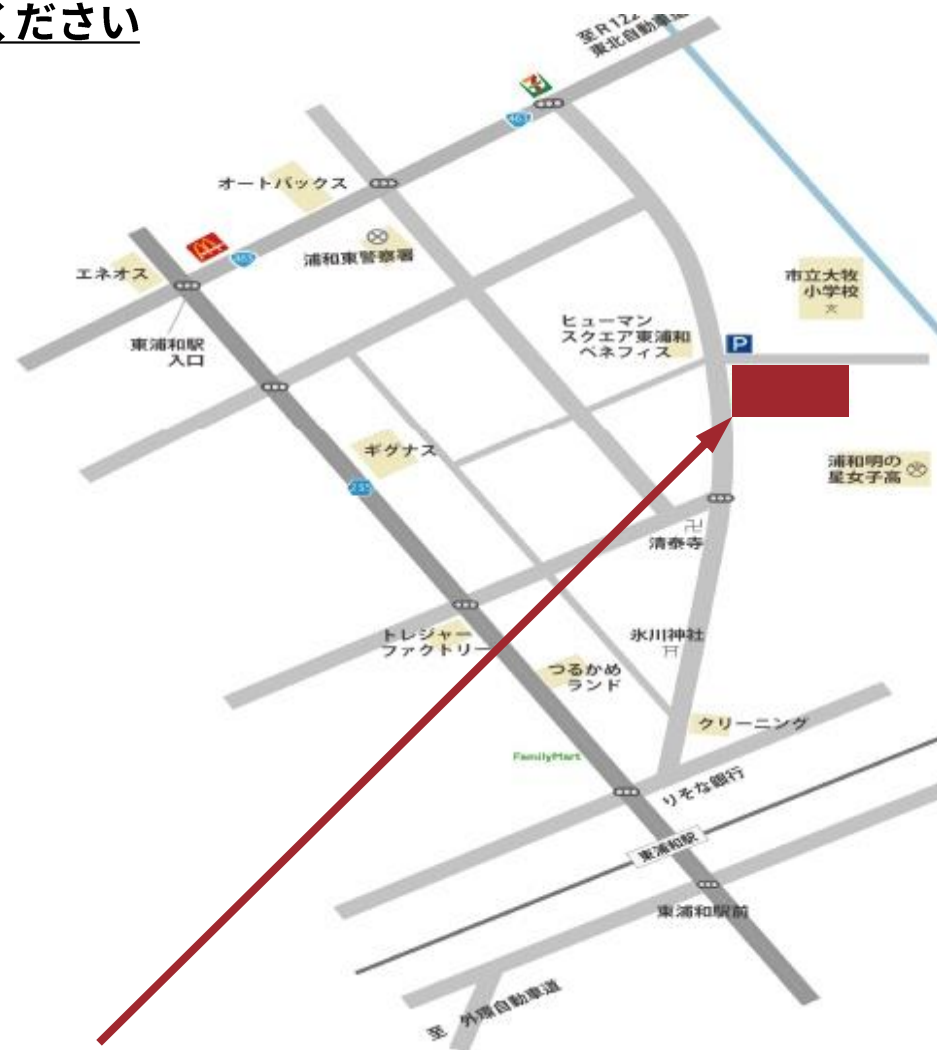 ください
至R122
東北自動車道
463
オートバックス
浦和東警察署
463
エネオス
東浦和駅
入口
市立大牧
小学校
ヒューマン
スクエア東浦和
ベネフィス
P
ギグナス
235
浦和明の
星女子高
清泰寺
トレジャー
ファクトリー
氷川神社
つるかめ
ランド
クリーニング
FamilyMart
りそな銀行
東浦和駅
東浦和駅前
至 外環自動車道